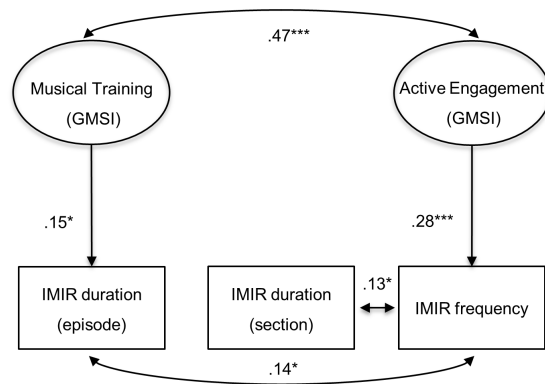 .47***
Musical Training
(GMSI)
Active Engagement
(GMSI)
.15*
.28***
IMIR duration
(episode)
IMIR duration
(section)
.13*
IMIR frequency
.14*